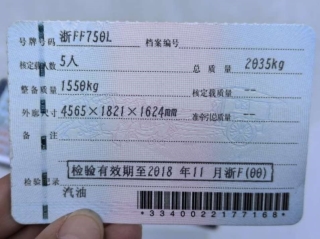 号牌号码 浙FF750L 档案编号
核定载人数 5人 总质量 2035kg
整备质量 1550kg 核定载质量 --
外廓尺寸 4565×1821×1624mm 准牵引总质量 --
备注
检验有效期至2018 年 11 月浙F(00)
检验记录
汽油
*3340022177168*